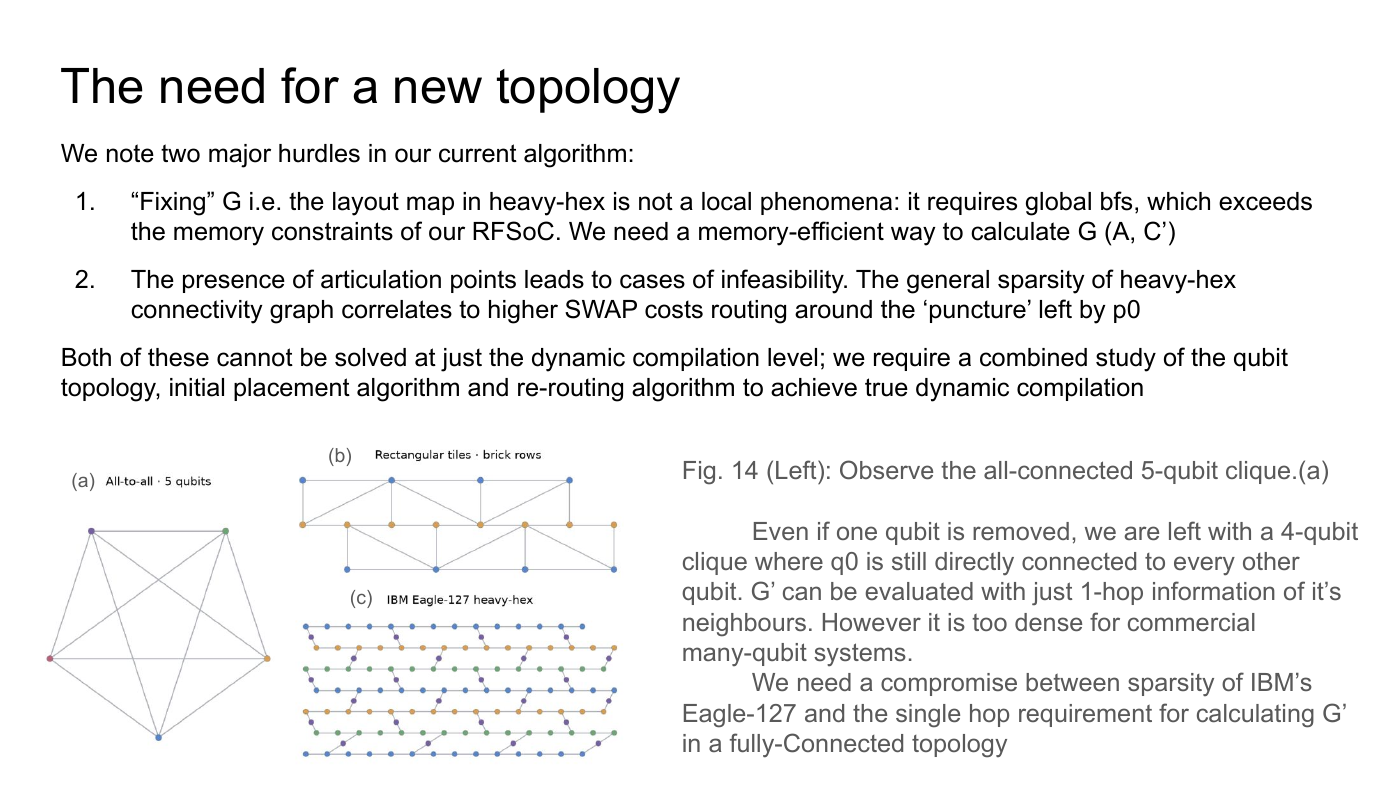 The need for a new topology
We note two major hurdles in our current algorithm:
1. “Fixing” G i.e. the layout map in heavy-hex is not a local phenomena: it requires global bfs, which exceeds
the memory constraints of our RFSoC. We need a memory-efficient way to calculate G (A, C’)
2. The presence of articulation points leads to cases of infeasibility. The general sparsity of heavy-hex
connectivity graph correlates to higher SWAP costs routing around the ‘puncture’ left by p0
Both of these cannot be solved at just the dynamic compilation level; we require a combined study of the qubit
topology, initial placement algorithm and re-routing algorithm to achieve true dynamic compilation
(a) All-to-all · 5 qubits
(b) Rectangular tiles · brick rows
(c) IBM Eagle-127 heavy-hex
Fig. 14 (Left): Observe the all-connected 5-qubit clique.(a)
Even if one qubit is removed, we are left with a 4-qubit
clique where q0 is still directly connected to every other
qubit. G’ can be evaluated with just 1-hop information of it’s
neighbours. However it is too dense for commercial
many-qubit systems.
We need a compromise between sparsity of IBM’s
Eagle-127 and the single hop requirement for calculating G’
in a fully-Connected topology